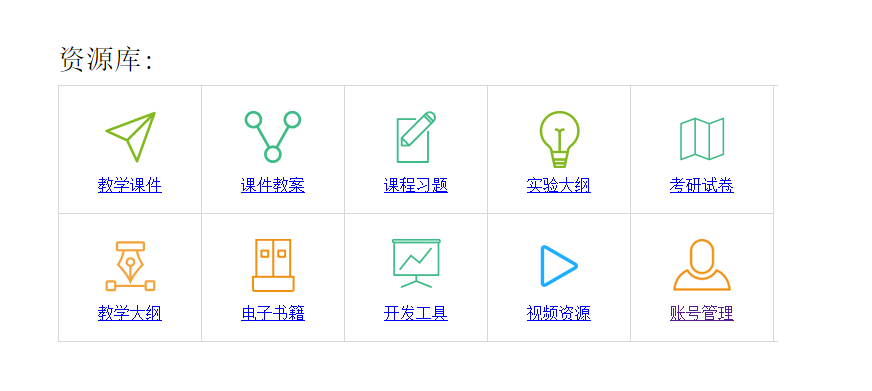 资源库:
教学课件 课件教案 课程习题 实验大纲 考研试卷
教学大纲 电子书籍 开发工具 视频资源 账号管理